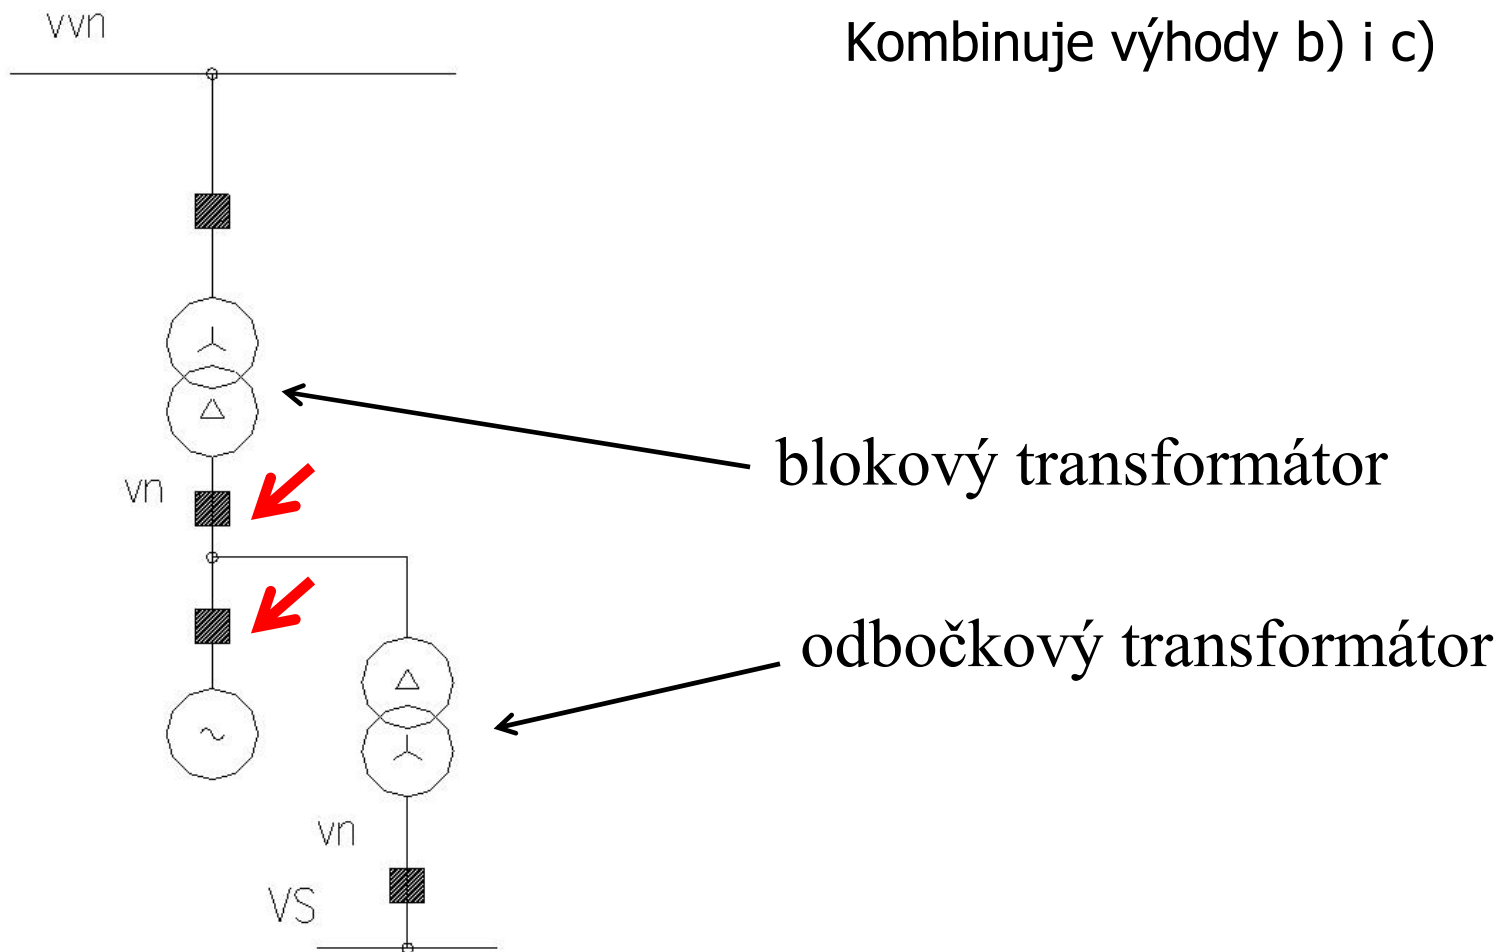 vvn
Kombinuje výhody b) i c)
blokový transformátor
vn
odbočkový transformátor
vn
VS